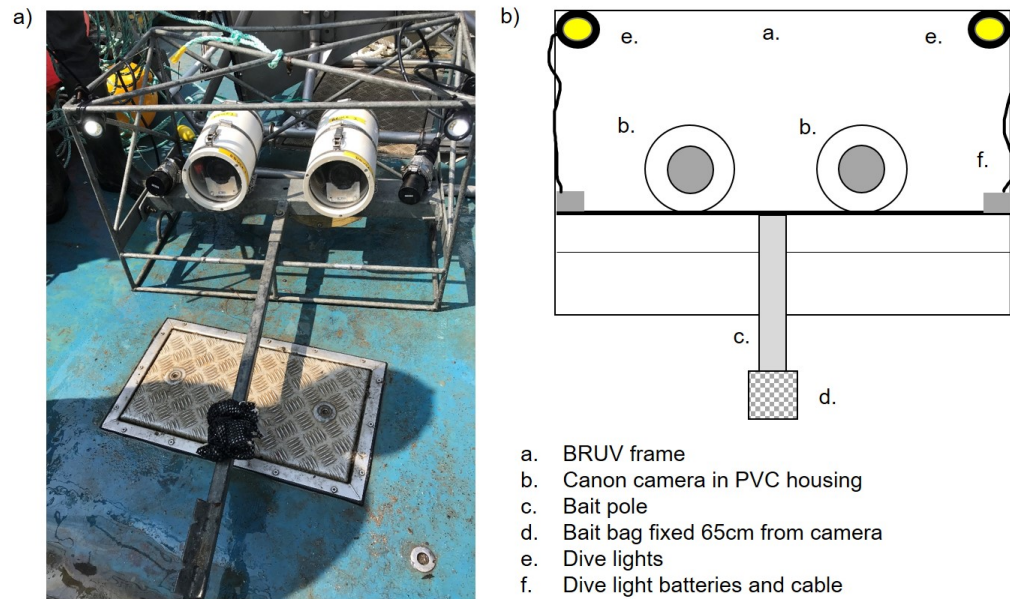 a)
b)
e.
a.
e.
b.
b.
f.
c.
d.
a. BRUV frame
b. Canon camera in PVC housing
c. Bait pole
d. Bait bag fixed 65cm from camera
e. Dive lights
f. Dive light batteries and cable